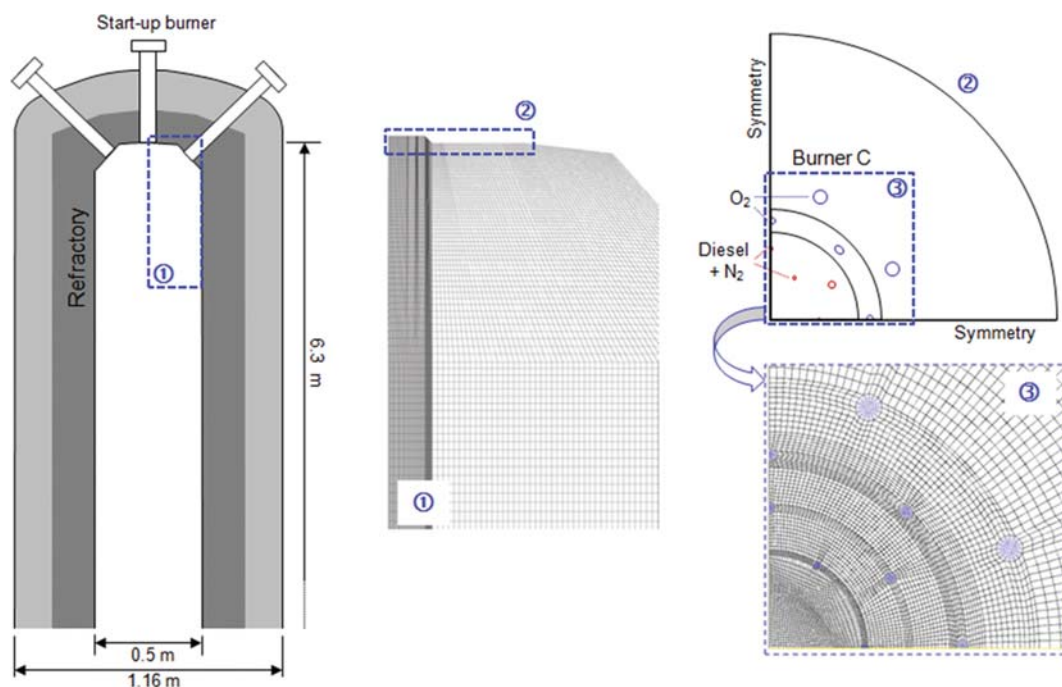 Start-up burner
Refractory
①
6.3 m
0.5 m
1.16 m
②
①
Symmetry
②
Burner C
③
O₂
Diesel
+ N₂
Symmetry
③